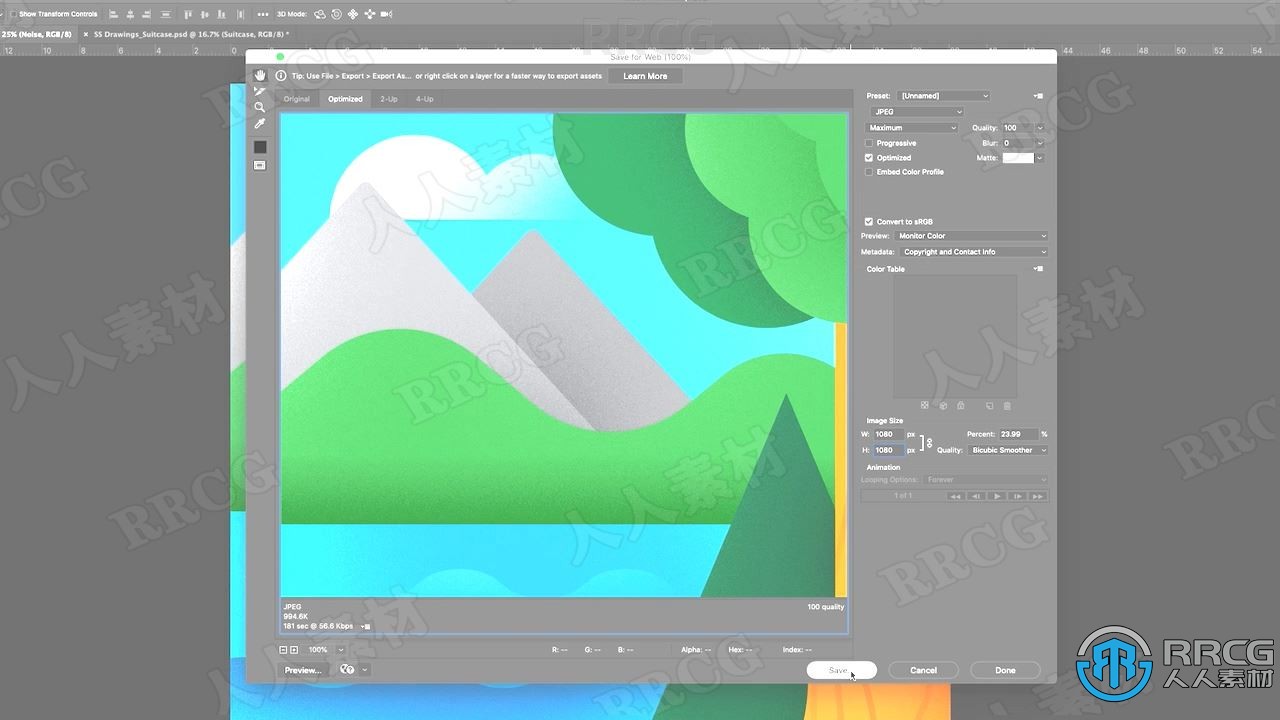 Show Transform Controls
3D Mode:
25% (Noise, RGB/8)
× SS Drawings_Suitcase.psd @ 16.7% (Suitcase, RGB/8) *
12 10 8 6 4 2 0 44 46 48 50 52 54
Save for Web (100%)
Tip: Use File > Export > Export As... or right click on a layer for a faster way to export assets
Learn More
Original Optimized 2-Up 4-Up
Preset: [Unnamed]
JPEG
Maximum Quality: 100
Progressive Blur: 0
Optimized Matte:
Embed Color Profile
Convert to sRGB
Preview: Monitor Color
Metadata: Copyright and Contact Info
Color Table
Image Size
W: 1080 px Percent: 23.99 %
H: 1080 px Quality: Bicubic Smoother
Animation
Looping Options: Forever
1 of 1
JPEG 100 quality
994.6K
181 sec @ 56.6 Kbps
100% R: -- G: -- B: -- Alpha: -- Hex: -- Index: --
Preview... Save... Cancel Done
RRCG
人人素材